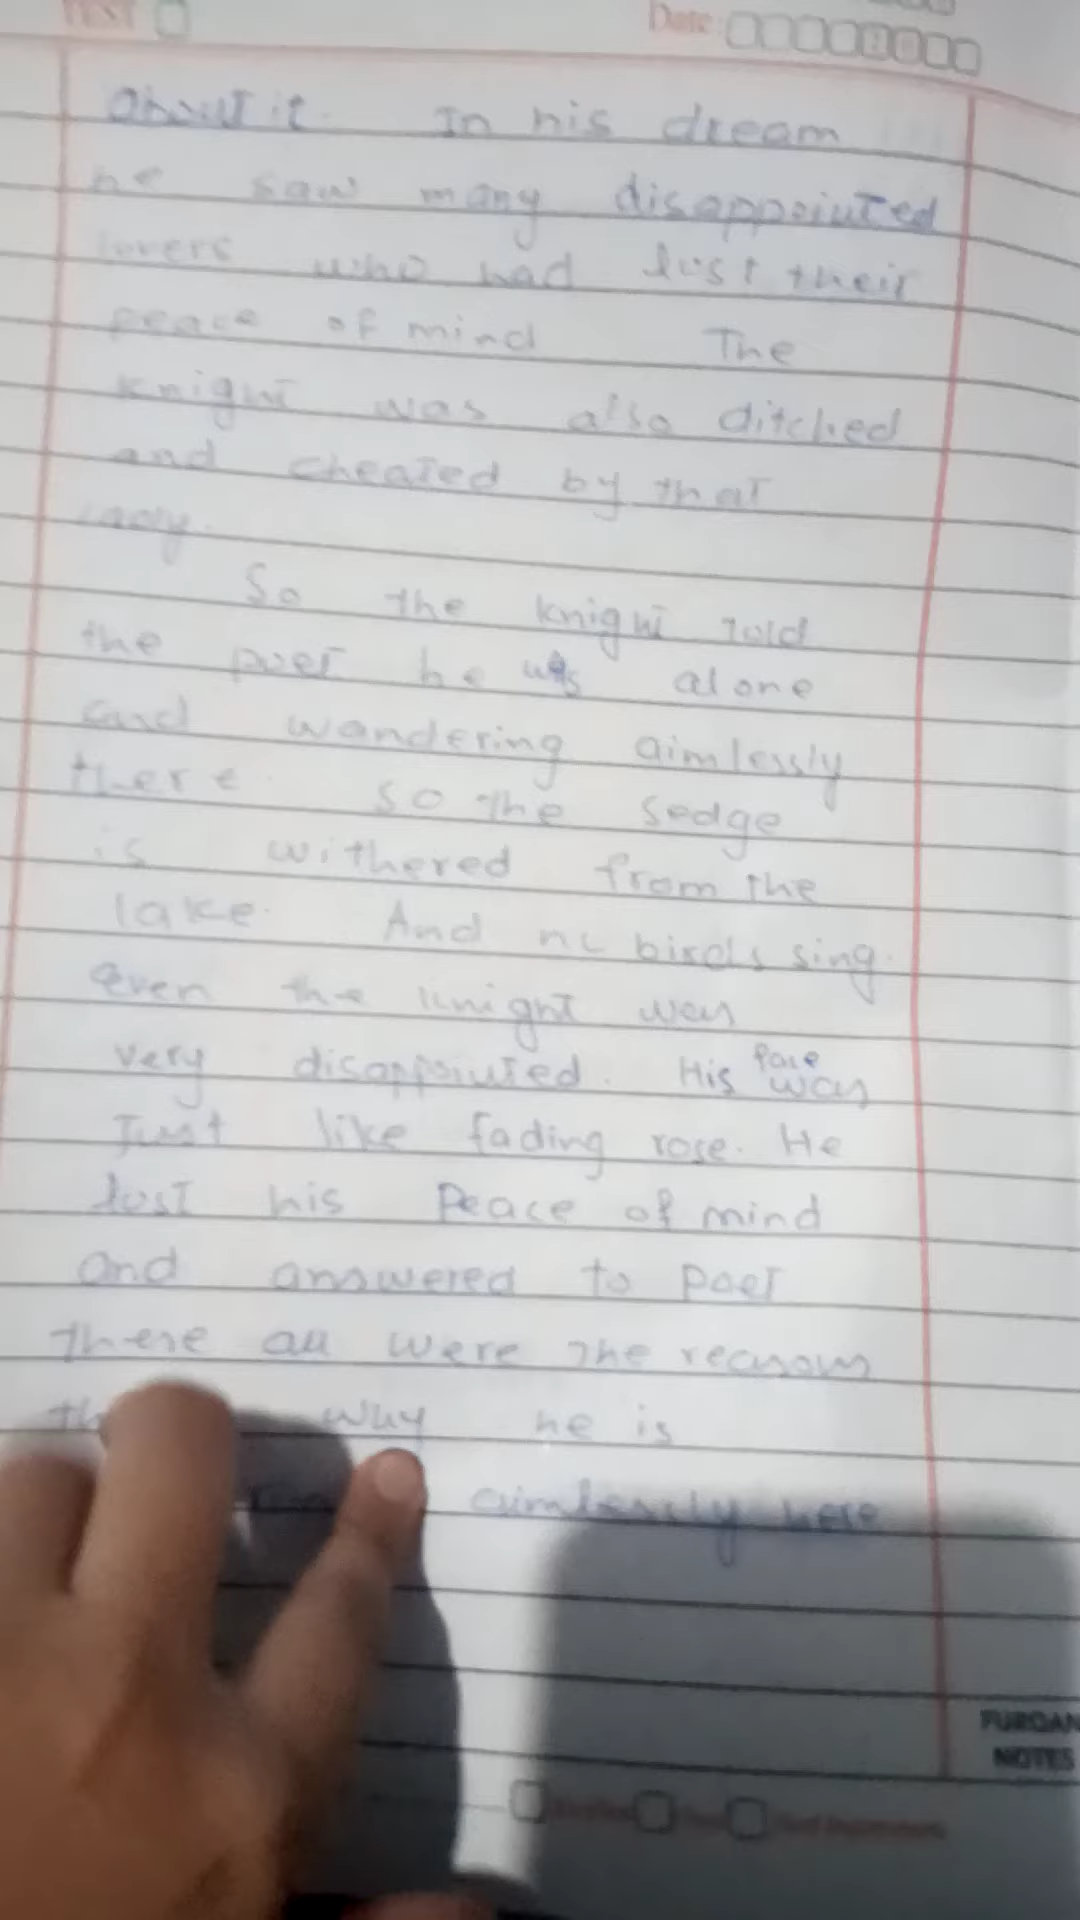 TEST
Date:
About it. In his dream
he saw many disappointed
lovers who had lost their
peace of mind The
knight was also ditched
and cheated by that
lady.
So the knight told
the poet he was alone
and wandering aimlessly
there. So the sedge
is withered from the
lake. And no birds sing.
even the knight was
very disappointed. His face was
Just like fading rose. He
lost his Peace of mind
and answered to Poet
these all were the reasons
why he is
aimlessly here
FURQAN
NOTES